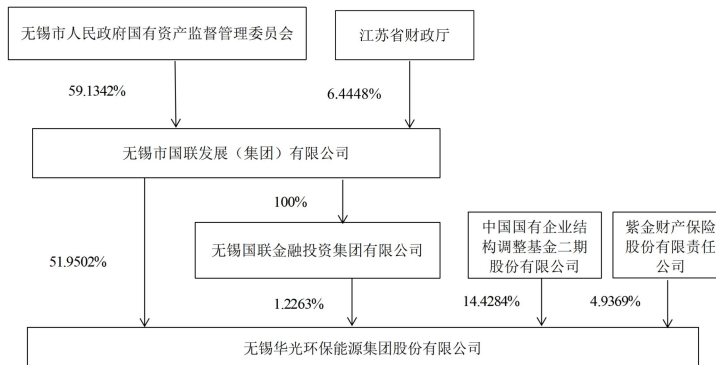 无锡市人民政府国有资产监督管理委员会
江苏省财政厅
59.1342%
6.4448%
无锡市国联发展（集团）有限公司
100%
无锡国联金融投资集团有限公司
中国国有企业结
构调整基金二期
股份有限公司
紫金财产保险
股份有限责任
公司
51.9502%
1.2263%
14.4284%
4.9369%
无锡华光环保能源集团股份有限公司